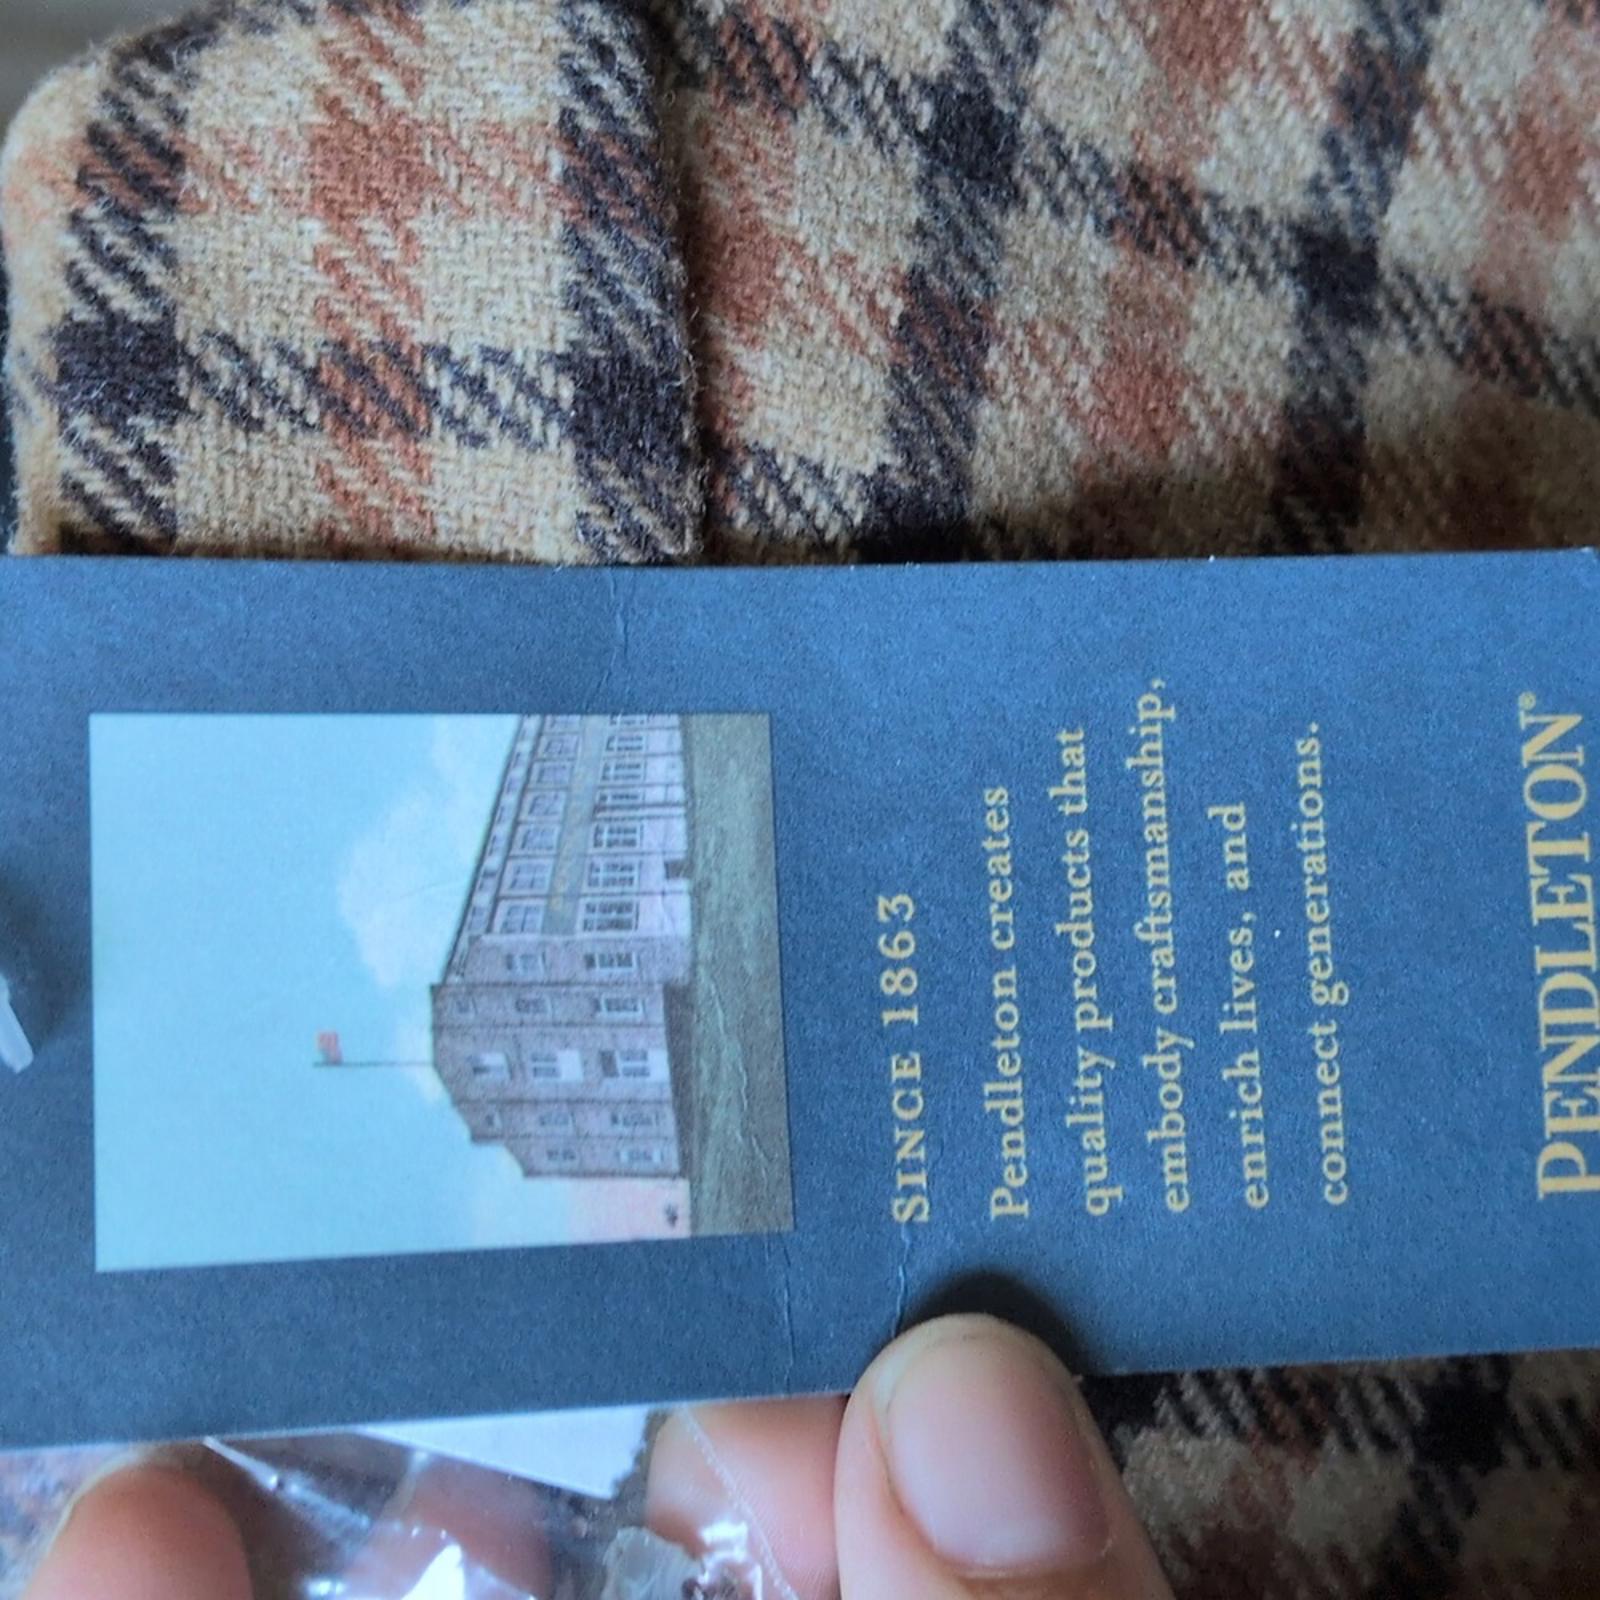 SINCE 1863
Pendleton creates
quality products that
embody craftsmanship,
enrich lives, and
connect generations.
PENDLETON®